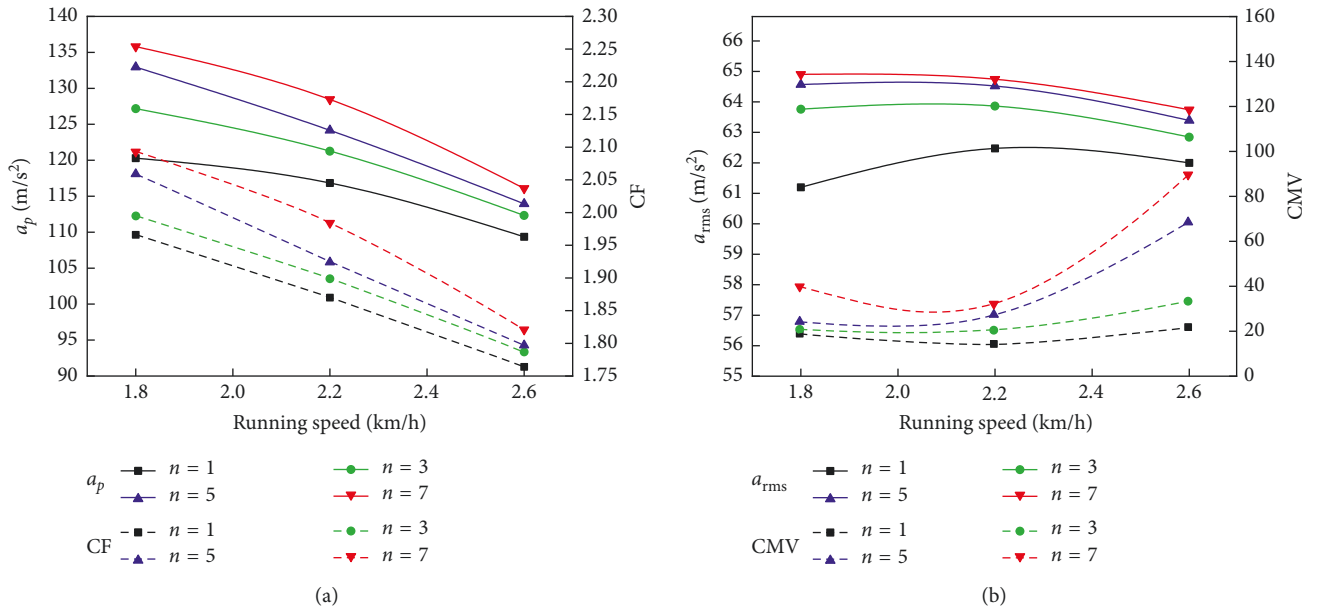 140
135
130
125
120
115
110
105
100
95
90
a_p (m/s²)
2.30
2.25
2.20
2.15
2.10
2.05
2.00
1.95
1.90
1.85
1.80
1.75
CF
1.8 2.0 2.2 2.4 2.6
Running speed (km/h)
a_p
n = 1
n = 3
n = 5
n = 7
CF
n = 1
n = 3
n = 5
n = 7
(a)
66
65
64
63
62
61
60
59
58
57
56
55
a_rms (m/s²)
160
140
120
100
80
60
40
20
0
CMV
1.8 2.0 2.2 2.4 2.6
Running speed (km/h)
a_rms
n = 1
n = 3
n = 5
n = 7
CMV
n = 1
n = 3
n = 5
n = 7
(b)